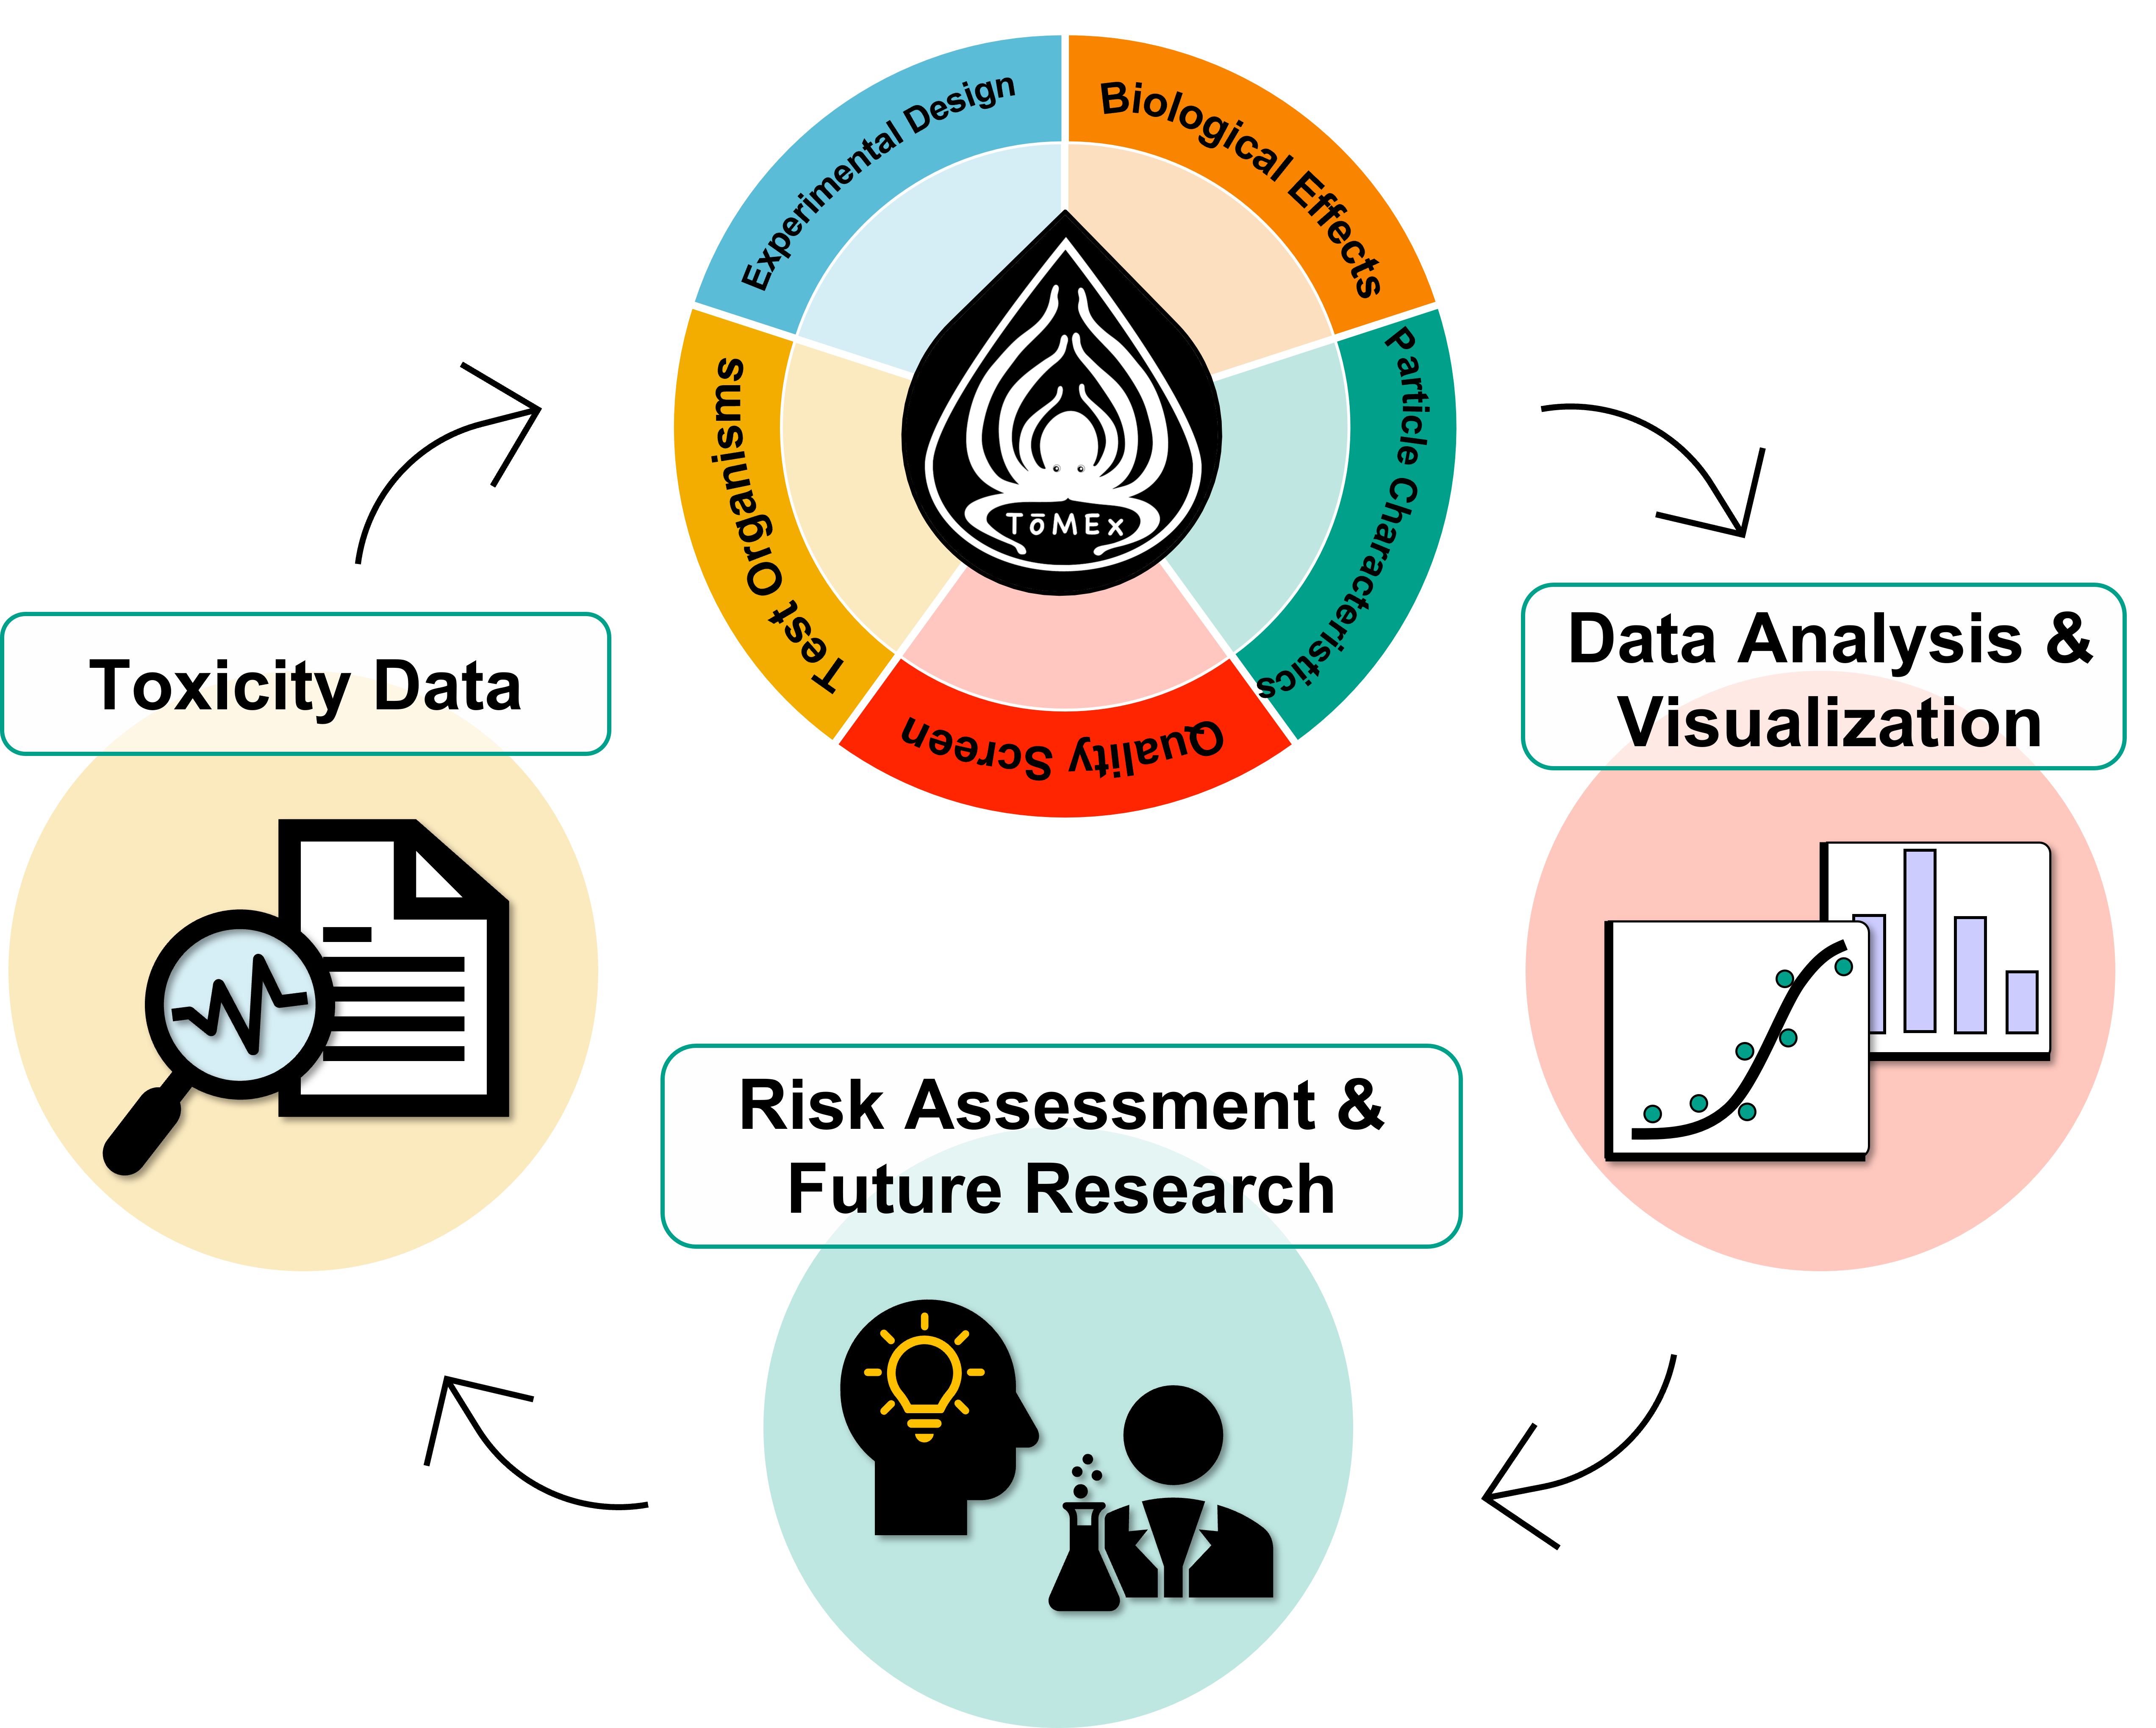 Experimental Design
Biological Effects
Particle Characteristics
Quality Screen
Test Organisms
TōMEx
Toxicity Data
Data Analysis &
Visualization
Risk Assessment &
Future Research